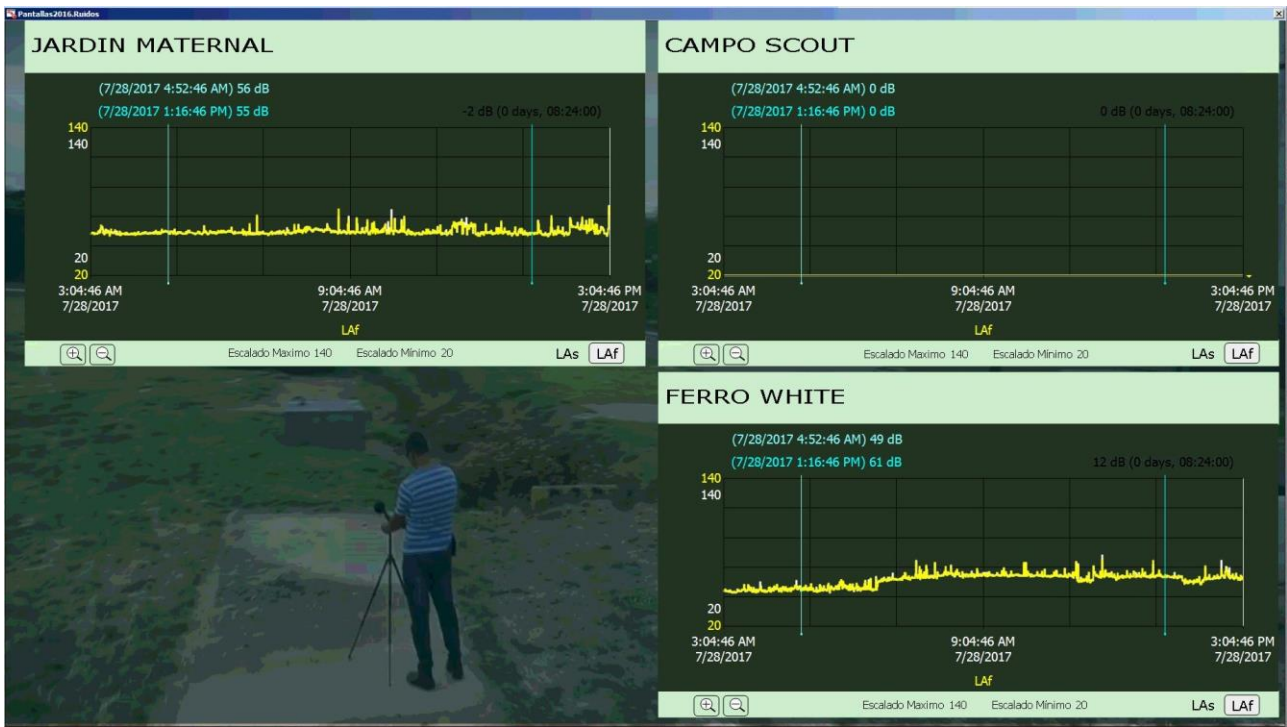 Pantallas2016.Ruidos
JARDIN MATERNAL
(7/28/2017 4:52:46 AM) 56 dB
(7/28/2017 1:16:46 PM) 55 dB
-2 dB (0 days, 08:24:00)
140
140
20
20
3:04:46 AM
7/28/2017
9:04:46 AM
7/28/2017
3:04:46 PM
7/28/2017
LAf
Escalado Maximo 140 Escalado Mínimo 20 LAs LAf
CAMPO SCOUT
(7/28/2017 4:52:46 AM) 0 dB
(7/28/2017 1:16:46 PM) 0 dB
0 dB (0 days, 08:24:00)
140
140
20
20
3:04:46 AM
7/28/2017
9:04:46 AM
7/28/2017
3:04:46 PM
7/28/2017
LAf
Escalado Maximo 140 Escalado Mínimo 20 LAs LAf
FERRO WHITE
(7/28/2017 4:52:46 AM) 49 dB
(7/28/2017 1:16:46 PM) 61 dB
12 dB (0 days, 08:24:00)
140
140
20
20
3:04:46 AM
7/28/2017
9:04:46 AM
7/28/2017
3:04:46 PM
7/28/2017
LAf
Escalado Maximo 140 Escalado Mínimo 20 LAs LAf